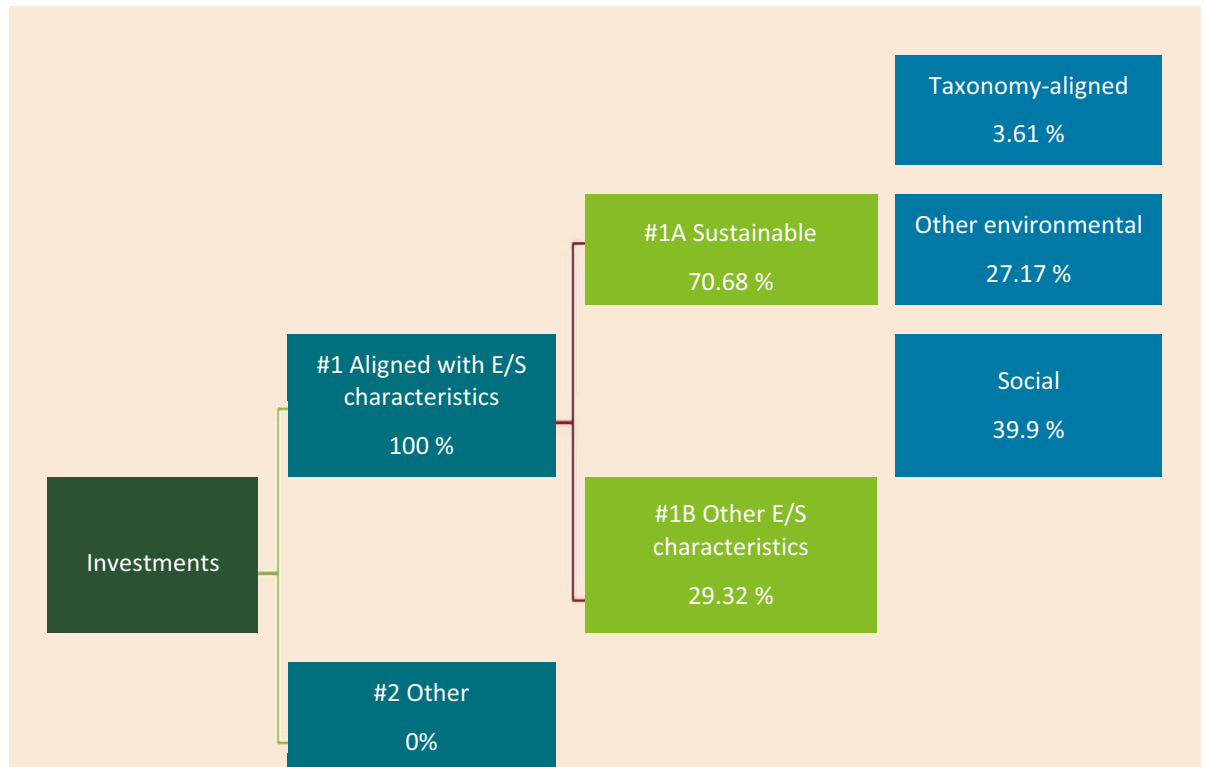 Taxonomy-aligned
3.61 %
#1A Sustainable
70.68 %
Other environmental
27.17 %
#1 Aligned with E/S
characteristics
100 %
Social
39.9 %
Investments
#1B Other E/S
characteristics
29.32 %
#2 Other
0%